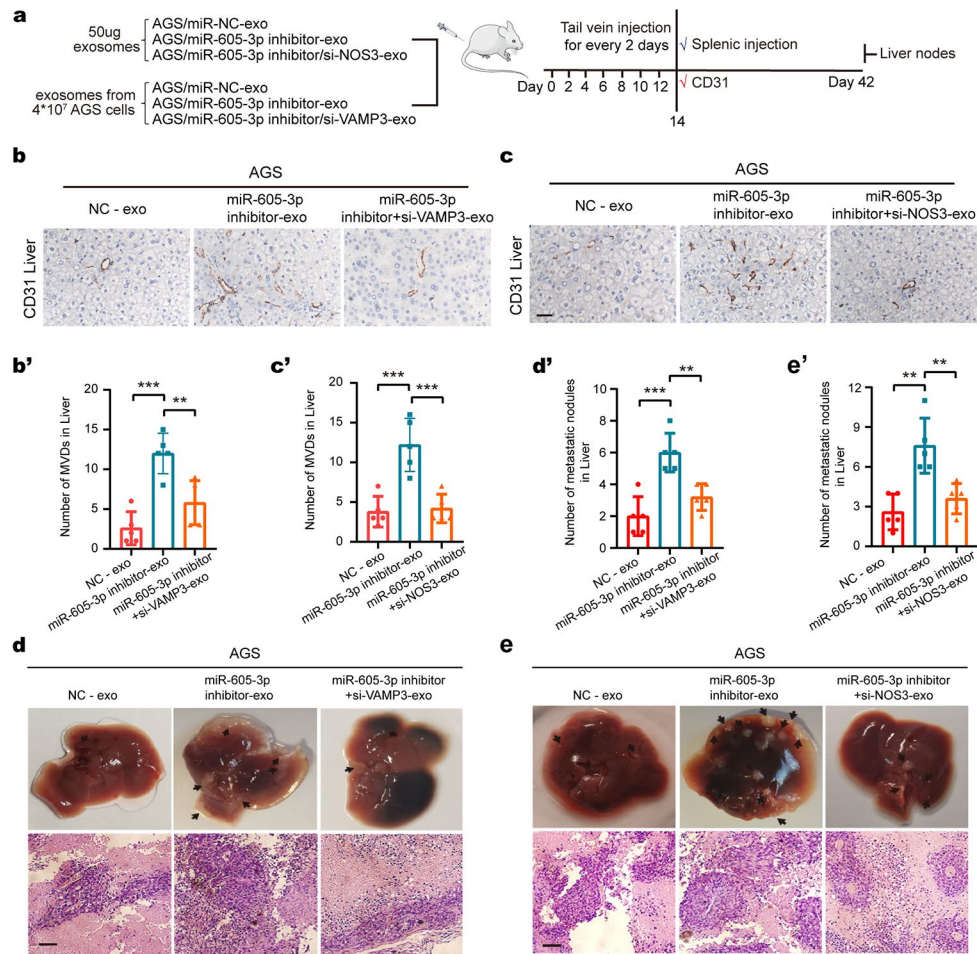 a
50ug
exosomes
AGS/miR-NC-exo
AGS/miR-605-3p inhibitor-exo
AGS/miR-605-3p inhibitor/si-NOS3-exo
exosomes from
4*10⁷ AGS cells
AGS/miR-NC-exo
AGS/miR-605-3p inhibitor-exo
AGS/miR-605-3p inhibitor/si-VAMP3-exo
Tail vein injection
for every 2 days
√ Splenic injection
√ CD31
Liver nodes
Day 0 2 4 6 8 10 12
14
Day 42
b
AGS
NC - exo
miR-605-3p
inhibitor-exo
miR-605-3p
inhibitor+si-VAMP3-exo
CD31 Liver
c
AGS
NC - exo
miR-605-3p
inhibitor-exo
miR-605-3p
inhibitor+si-NOS3-exo
CD31 Liver
b'
Number of MVDs in Liver
20
15
10
5
0
***
**
NC - exo
miR-605-3p inhibitor-exo
miR-605-3p inhibitor
+si-VAMP3-exo
c'
Number of MVDs in Liver
20
15
10
5
0
***
***
NC - exo
miR-605-3p inhibitor-exo
miR-605-3p inhibitor
+si-NOS3-exo
d'
Number of metastatic nodules
in Liver
10
8
6
4
2
0
***
**
NC - exo
miR-605-3p inhibitor-exo
miR-605-3p inhibitor
+si-VAMP3-exo
e'
Number of metastatic nodules
in Liver
12
9
6
3
0
**
**
NC - exo
miR-605-3p inhibitor-exo
miR-605-3p inhibitor
+si-NOS3-exo
d
AGS
NC - exo
miR-605-3p
inhibitor-exo
miR-605-3p inhibitor
+si-VAMP3-exo
e
AGS
NC - exo
miR-605-3p
inhibitor-exo
miR-605-3p inhibitor
+si-NOS3-exo